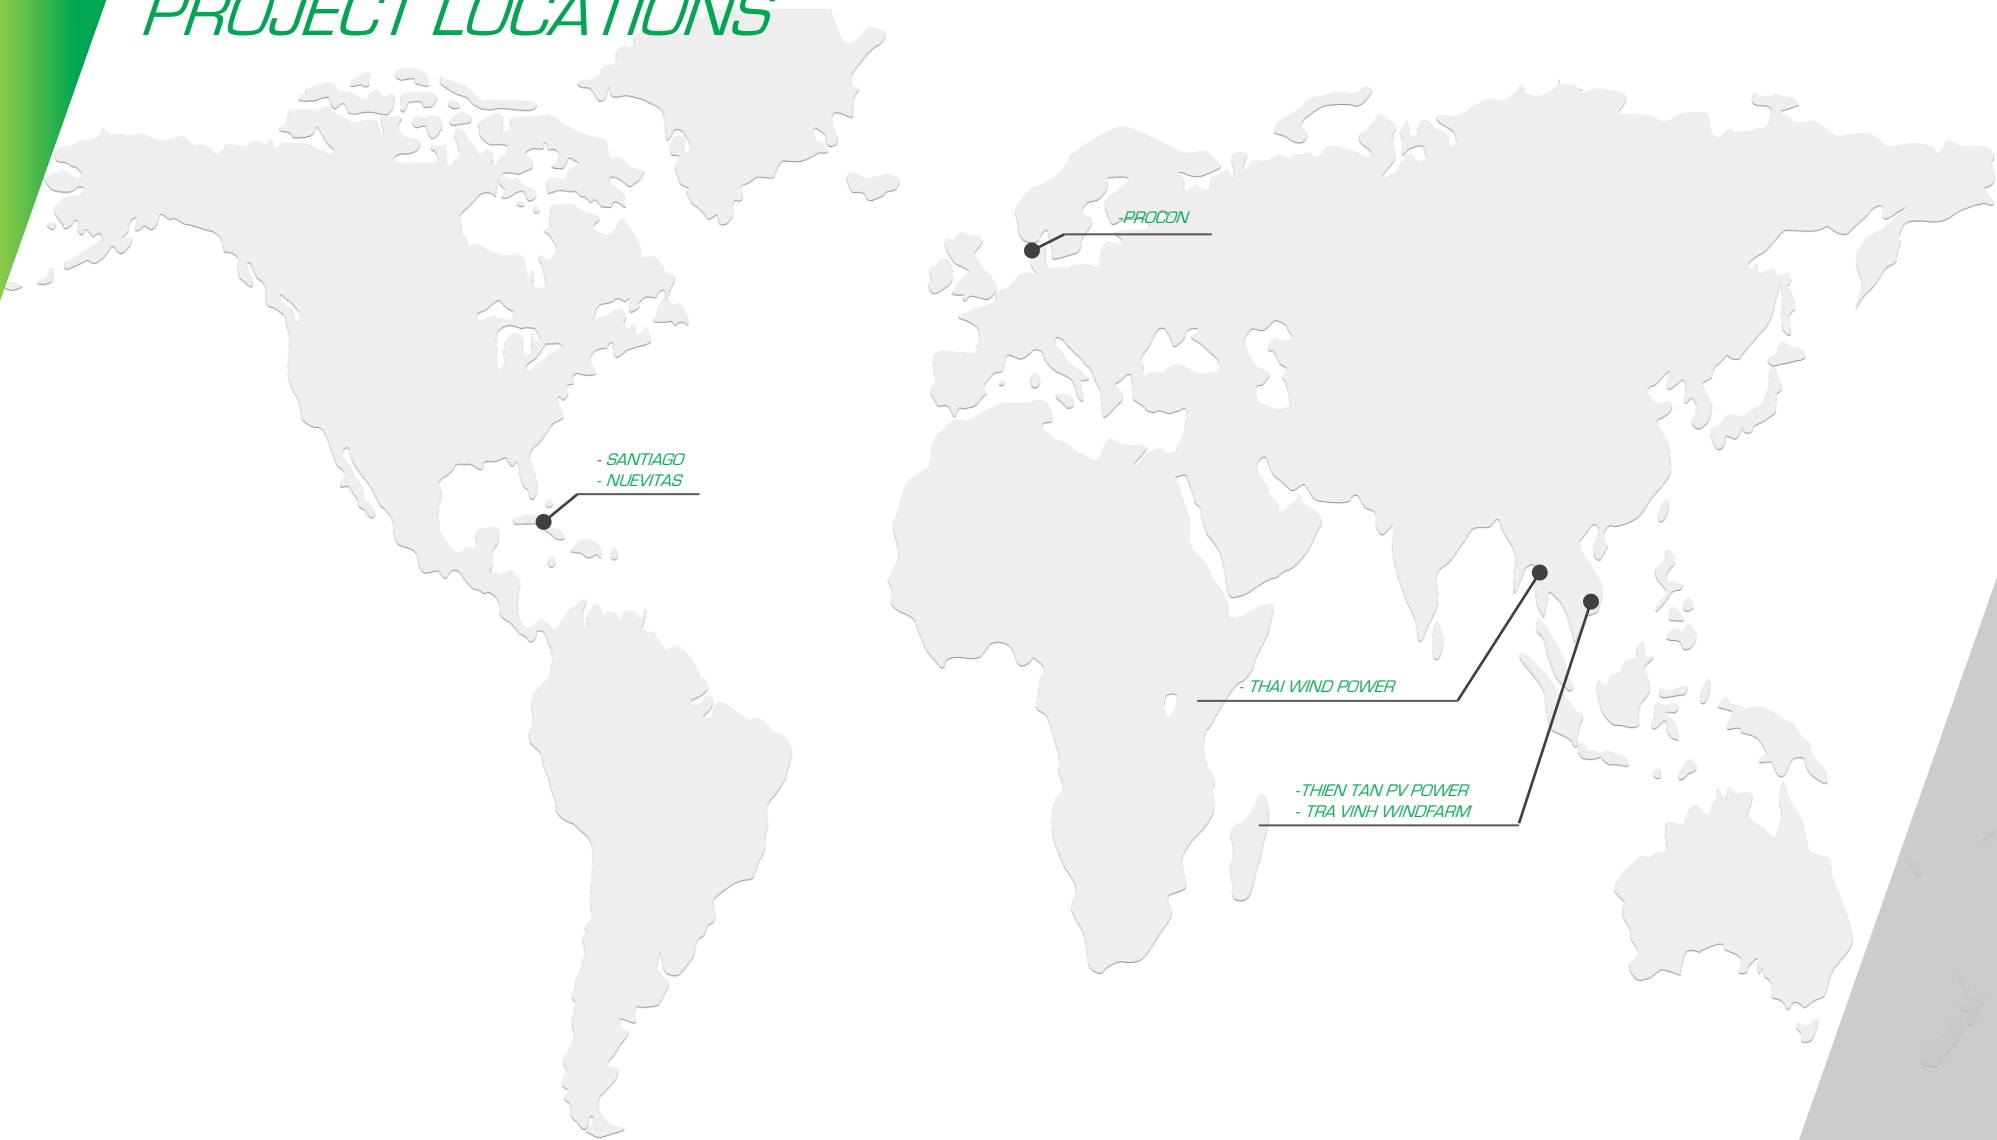 PROJECT LOCATIONS
-PROCON
- SANTIAGO
- NUEVITAS
- THAI WIND POWER
-THIEN TAN PV POWER
- TRA VINH WINDFARM